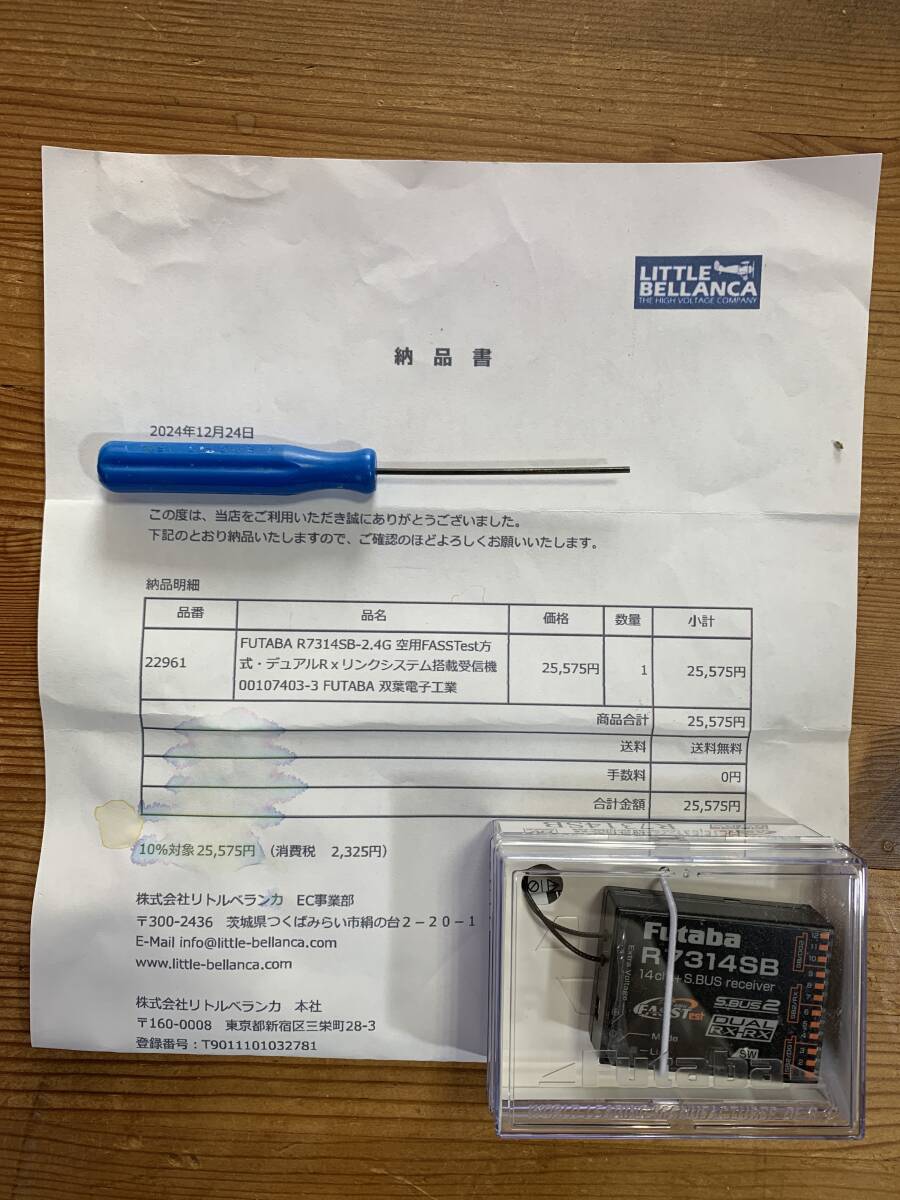 LITTLE
BELLANCA
THE HIGH VOLTAGE COMPANY
納 品 書
2024年12月24日
この度は、当店をご利用いただき誠にありがとうございました。
下記のとおり納品いたしますので、ご確認のほどよろしくお願いいたします。
納品明細
品番 品名 価格 数量 小計
22961 FUTABA R7314SB-2.4G 空用FASSTest方式・デュアルRxリンクシステム搭載受信機 00107403-3 FUTABA 双葉電子工業 25,575円 1 25,575円
商品合計 25,575円
送料 送料無料
手数料 0円
合計金額 25,575円
10%対象 25,575円 (消費税 2,325円)
株式会社リトルベランカ EC事業部
〒300-2436 茨城県つくばみらい市絹の台2-20-1
E-Mail info@little-bellanca.com
www.little-bellanca.com
株式会社リトルベランカ 本社
〒160-0008 東京都新宿区三栄町28-3
登録番号：T9011101032781
R7314SB
Futaba
R7314SB
14ch + S.BUS receiver
Extra Voltage
FASSTest
S.BUS2
DUAL
RX-RX
SW
Futaba